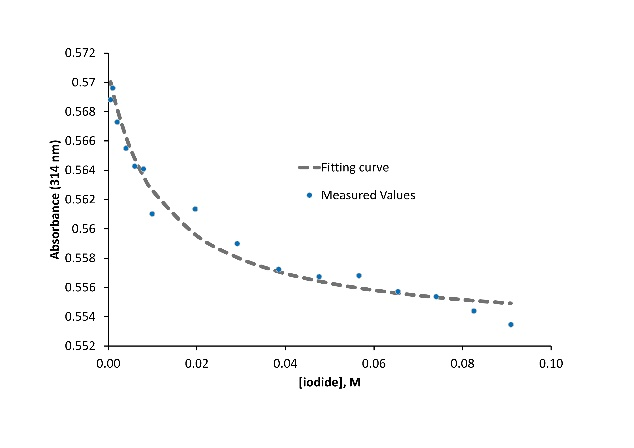 0.572
0.57
0.568
0.566
0.564
0.562
0.56
0.558
0.556
0.554
0.552
Absorbance (314 nm)
Fitting curve
Measured Values
0.00 0.02 0.04 0.06 0.08 0.10
[iodide], M